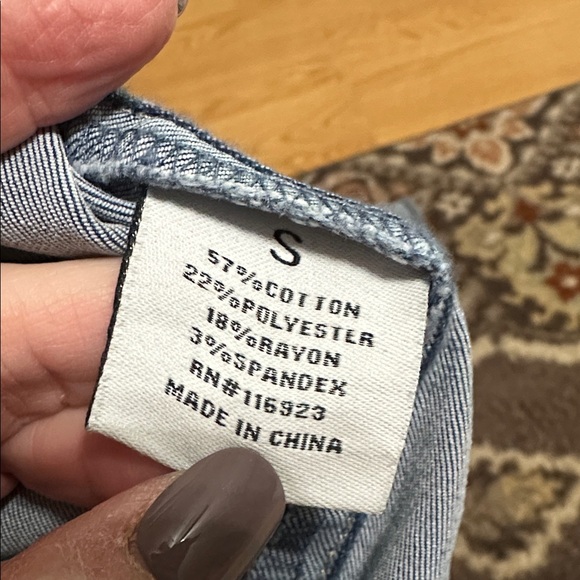 S
57%COTTON
22%POLYESTER
18%RAYON
3%SPANDEX
RN#116923
MADE IN CHINA